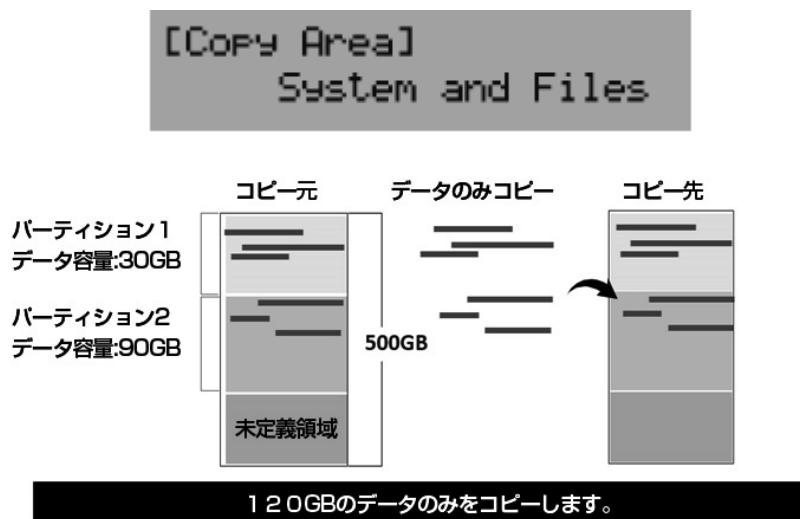 [Copy Area]
System and Files
コピー元
データのみコピー
コピー先
パーティション1
データ容量:30GB
パーティション2
データ容量:90GB
500GB
未定義領域
120GBのデータのみをコピーします。